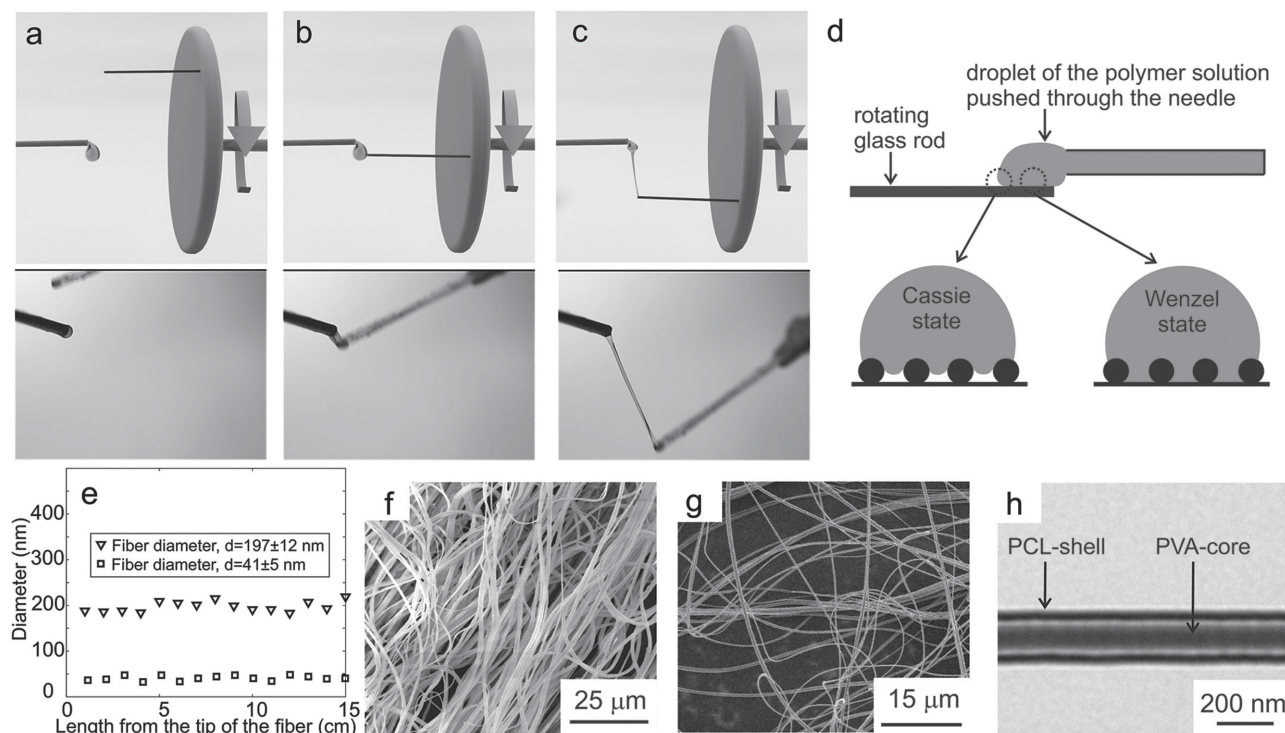 a
b
c
d
droplet of the polymer solution
pushed through the needle
rotating
glass rod
Cassie
state
Wenzel
state
e
Diameter (nm)
400
300
200
100
0
Fiber diameter, d=197±12 nm
Fiber diameter, d=41±5 nm
0
5
10
15
Length from the tip of the fiber (cm)
f
25 μm
g
15 μm
h
PCL-shell
PVA-core
200 nm